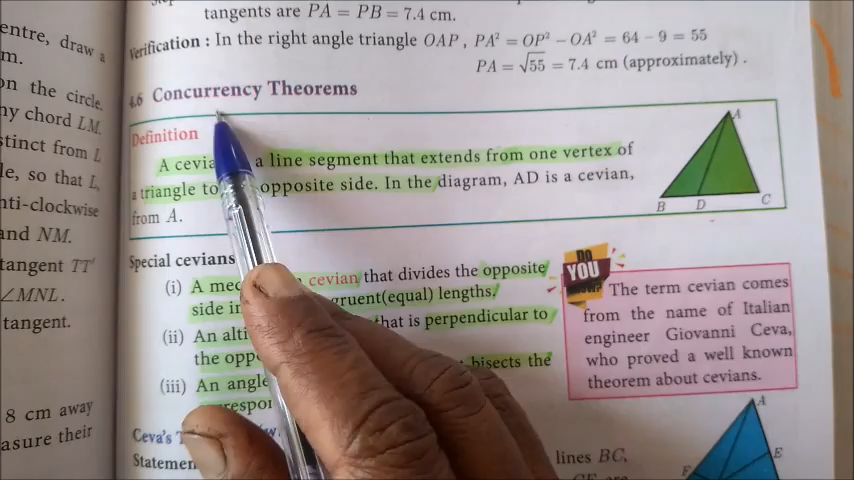 tangents are PA = PB = 7.4 cm.
Verification : In the right angle triangle OAP, PA² = OP² − OA² = 64 − 9 = 55
PA = √55 = 7.4 cm (approximately).
4.6 Concurrency Theorems
Definition
A cevia a line segment that extends from one vertex of
a triangle to opposite side. In the diagram, AD is a cevian,
from A.
A
B D C
Special cevians
(i) A med cevian that divides the opposite
side in gruent(equal) lengths.
(ii) An alti that is perpendicular to
the oppo
(iii) An angle bisects the
DO
YOU
The term cevian comes
from the name of Italian
engineer Giovanni Ceva,
who proved a well known
theorem about cevians.
Ceva's
Statemen lines BC,
A
E
F
entre, draw a
m.
on the circle.
ny chord LM.
stinct from L
le, so that L,
nti-clockwise
and NM.
tangent TT'
∠MNL.
tangent.
8 cm away
asure their